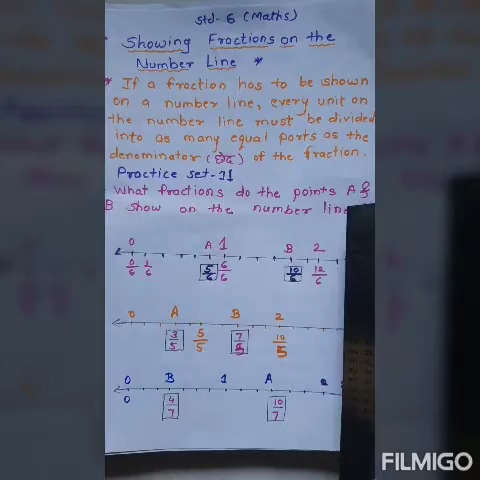 std- 6 (Maths)
Showing Fractions on the
Number Line *
* If a fraction has to be shown
on a number line, every unit on
the number line must be divided
into as many equal parts as the
denominator (छेद) of the fraction.
Practice set-11
What fractions do the points A &
B show on the number line
0 A 1 B 2
0/6 1/6 5/6 6/6 10/6 12/6
0 A B 2
3/5 5/5 7/5 10/5
0 B 1 A 2
0 4/7 10/7
FILMIGO